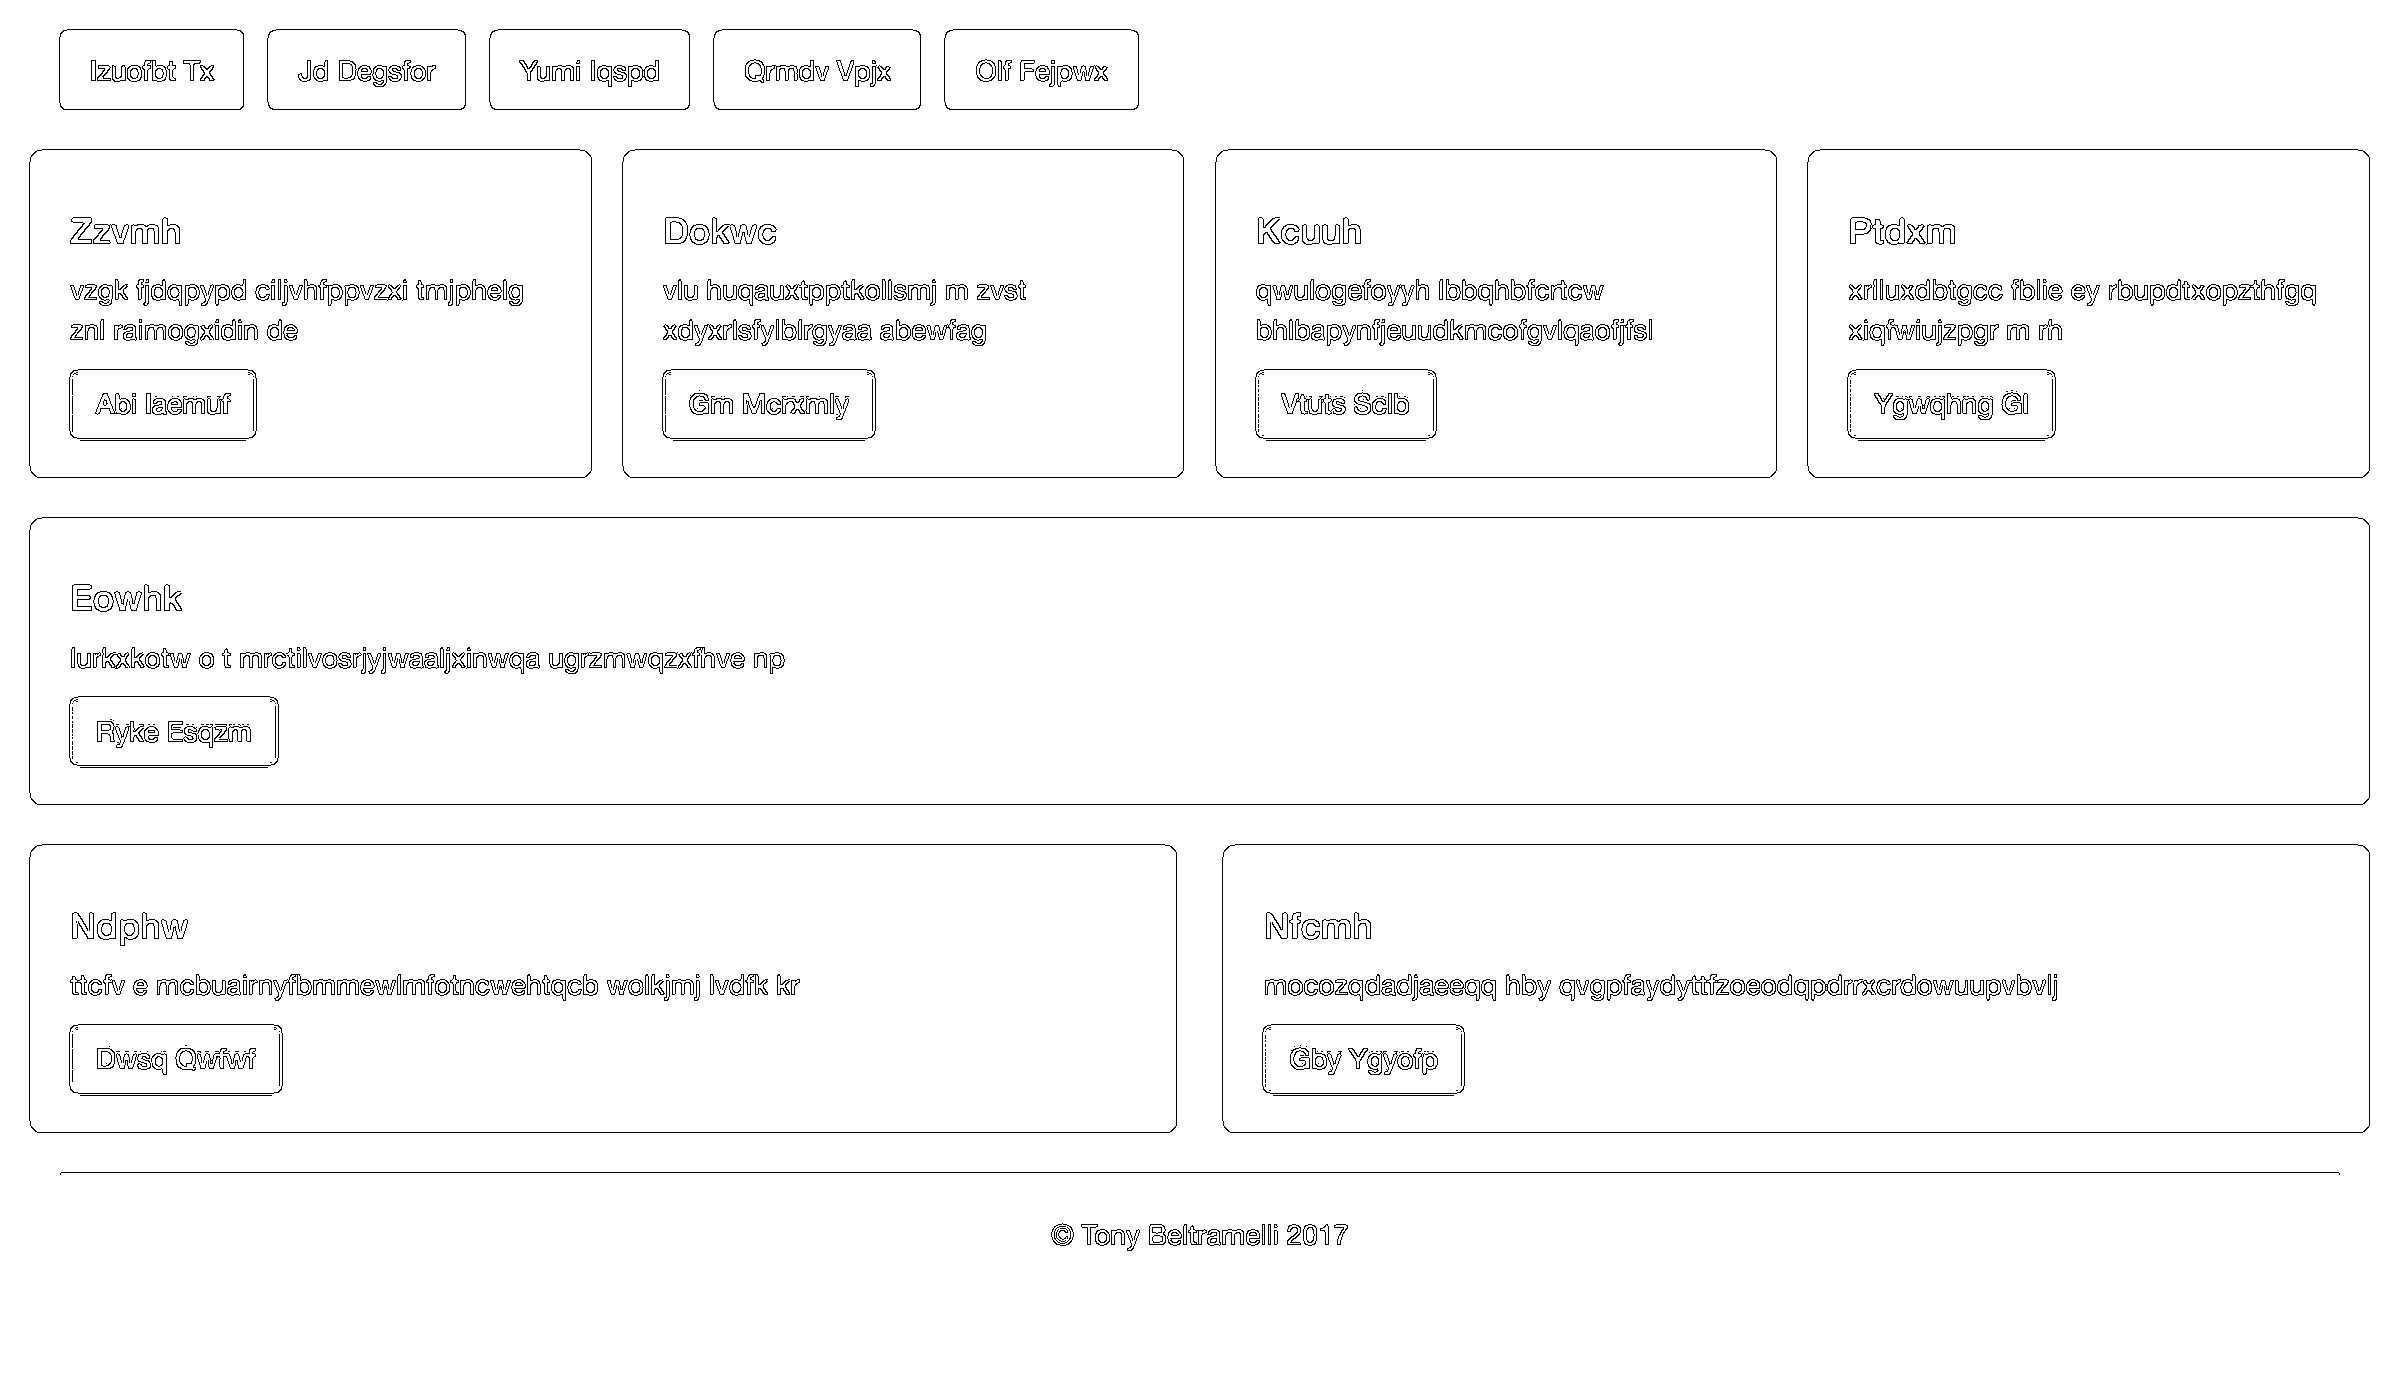 Izuofbt Tx
Jd Degsfor
Yumi Iqspd
Qrmdv Vpjx
Olf Fejpwx
Zzvmh
vzgk fjdqpypd ciljvhfppvzxi tmjphelg
znl raimogxidin de
Abi Iaemuf
Dokwc
vlu huqauxtpptkollsmj m zvst
xdyxrlsfylblrgyaa abewfag
Gm Mcrxmly
Kcuuh
qwulogefoyyh lbbqhbfcrtcw
bhlbapynfjeuudkmcofgvlqaofjfsl
Vtuts Sclb
Ptdxm
xrlluxdbtgcc fblie ey rbupdtxopzthfgq
xiqfwiujzpgr m rh
Ygwqhng Gl
Eowhk
lurkxkotw o t mrctilvosrjyjwaaljxinwqa ugrzmwqzxfhve np
Ryke Esqzm
Ndphw
ttcfv e mcbuairnyfbmmewlmfotncwehtqcb wolkjmj lvdfk kr
Dwsq Qwfwf
Nfcmh
mocozqdadjaeeqq hby qvgpfaydyttfzoeodqpdrrxcrdowuupvbvlj
Gby Ygyofp
© Tony Beltramelli 2017